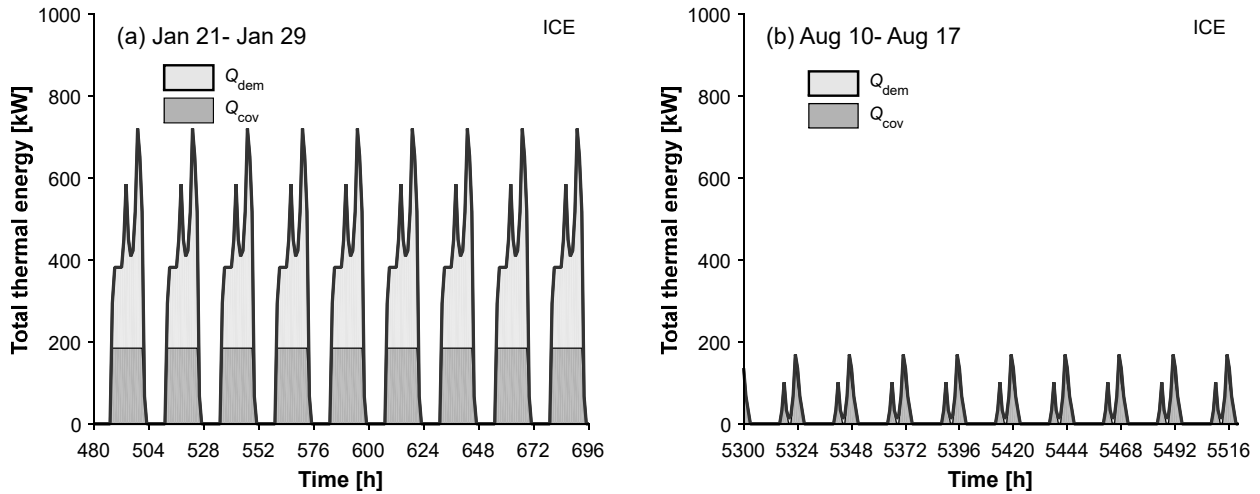 (a) Jan 21- Jan 29
ICE
Qdem
Qcov
Total thermal energy [kW]
1000
800
600
400
200
0
480 504 528 552 576 600 624 648 672 696
Time [h]
(b) Aug 10- Aug 17
ICE
Qdem
Qcov
Total thermal energy [kW]
1000
800
600
400
200
0
5300 5324 5348 5372 5396 5420 5444 5468 5492 5516
Time [h]